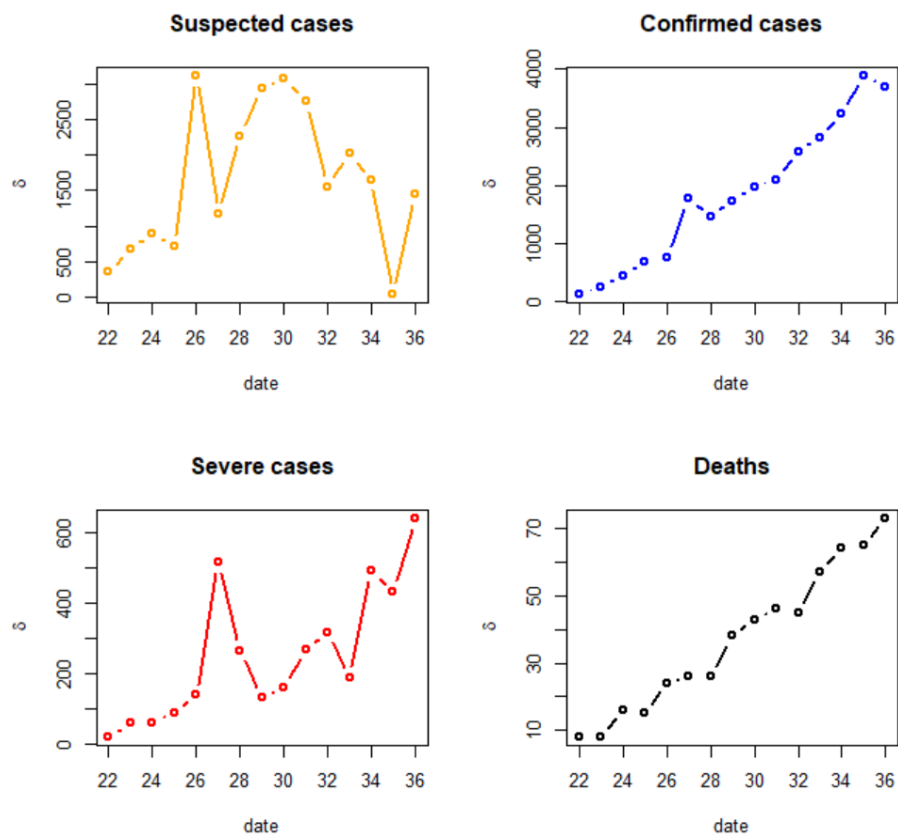 Suspected cases
δ
0 500 1500 2500
22 24 26 28 30 32 34 36
date
Confirmed cases
δ
0 1000 2000 3000 4000
22 24 26 28 30 32 34 36
date
Severe cases
δ
0 200 400 600
22 24 26 28 30 32 34 36
date
Deaths
δ
10 30 50 70
22 24 26 28 30 32 34 36
date